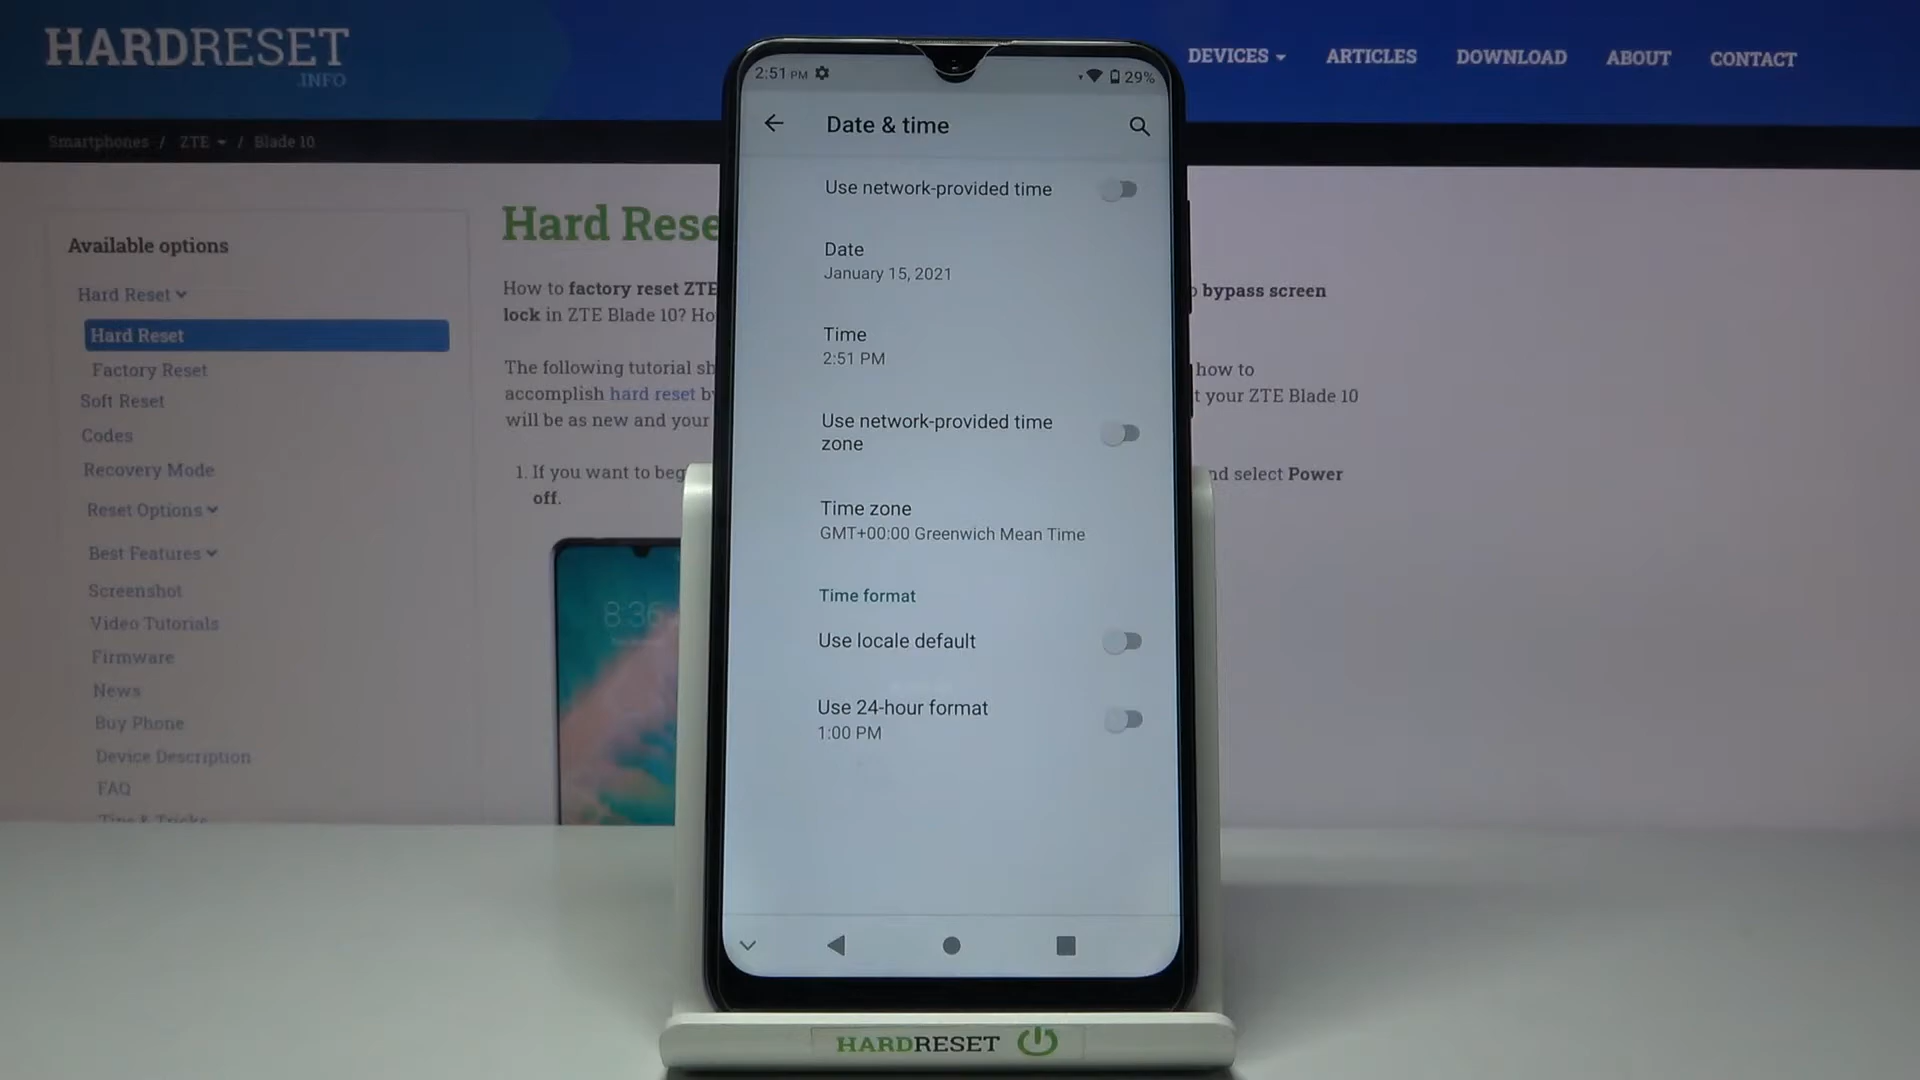 HARDRESET
.INFO
DEVICES
ARTICLES
DOWNLOAD
ABOUT
CONTACT
Smartphones / ZTE / Blade 10
Available options
Hard Reset
Hard Reset
Factory Reset
Soft Reset
Codes
Recovery Mode
Reset Options
Best Features
Screenshot
Video Tutorials
Firmware
News
Buy Phone
Device Description
FAQ
Tips & Tricks
Hard Rese
How to factory reset ZTE
bypass screen
lock in ZTE Blade 10? Ho
The following tutorial sh
how to
accomplish hard reset b
t your ZTE Blade 10
will be as new and your
1. If you want to beg
nd select Power
off.
8:36
2:51 PM
29%
Date & time
Use network-provided time
Date
January 15, 2021
Time
2:51 PM
Use network-provided time
zone
Time zone
GMT+00:00 Greenwich Mean Time
Time format
Use locale default
Use 24-hour format
1:00 PM
HARDRESET